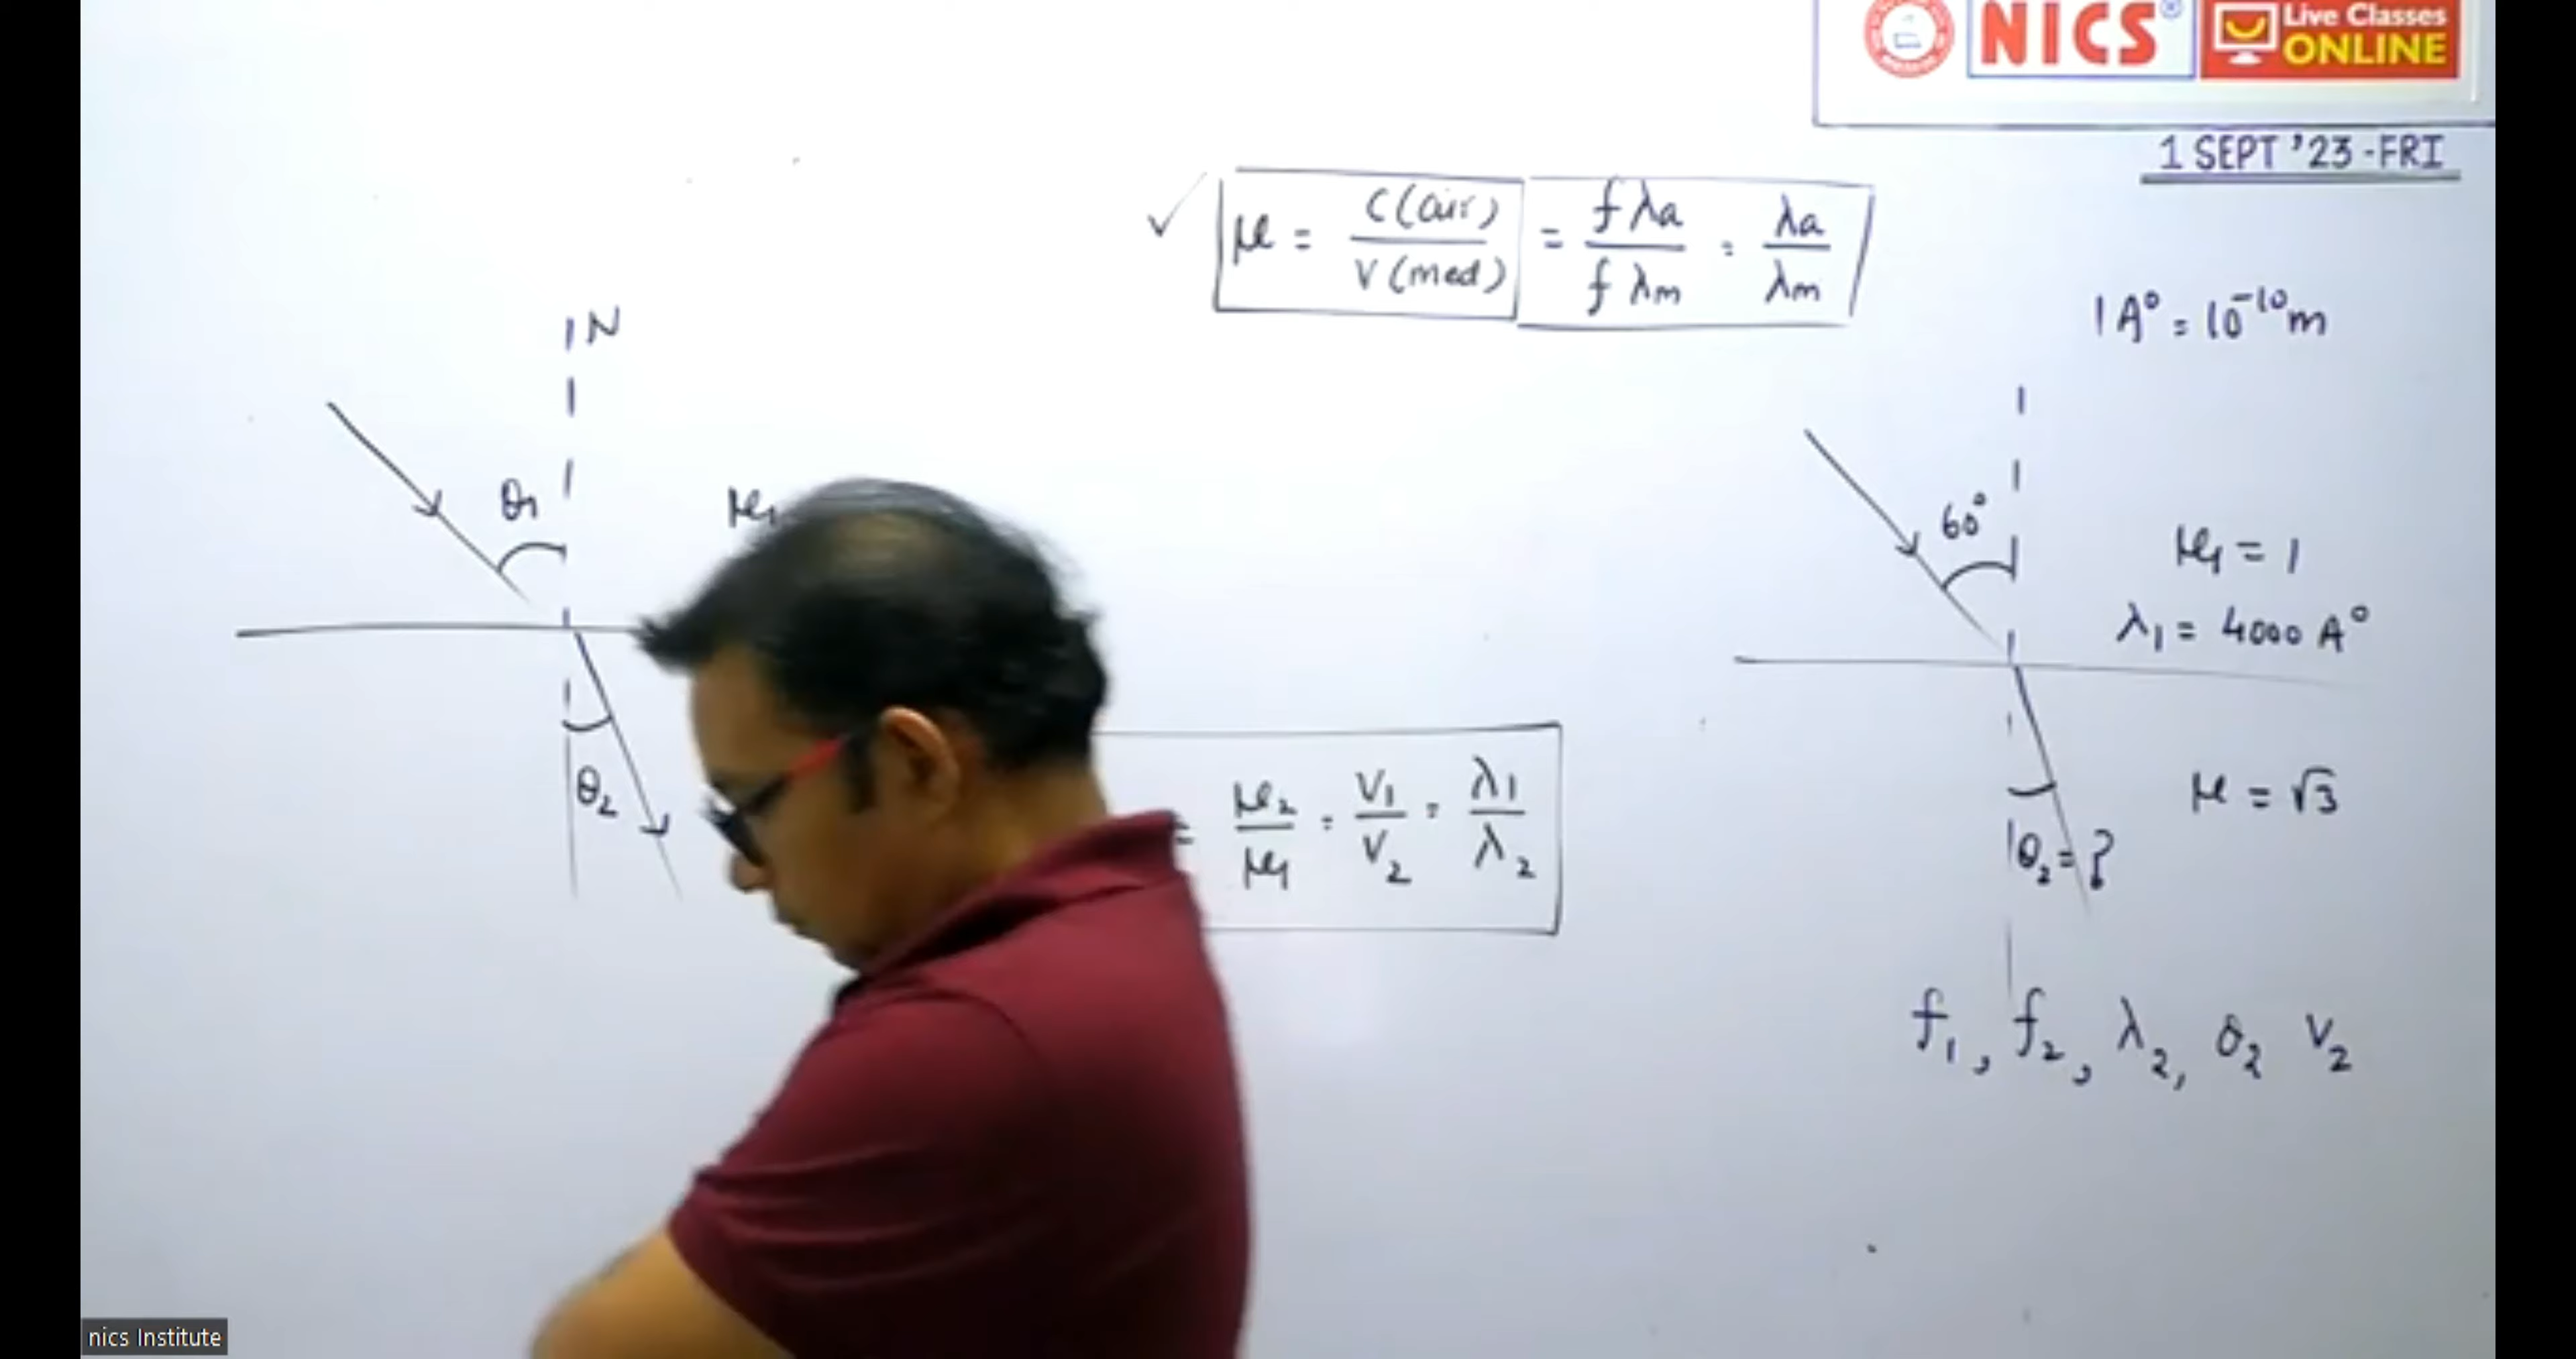 NICS®
Live Classes
ONLINE
1 SEPT '23 - FRI
✓ μ = C(air) / V(med) = fλa / fλm = λa / λm
1 A° = 10⁻¹⁰ m
N
θ₁
μ₁
θ₂
= μ₂/μ₁ = V₁/V₂ = λ₁/λ₂
60°
μ₁ = 1
λ₁ = 4000 A°
μ = √3
θ₂ = ?
f₁, f₂, λ₂, θ₂ V₂
nics Institute